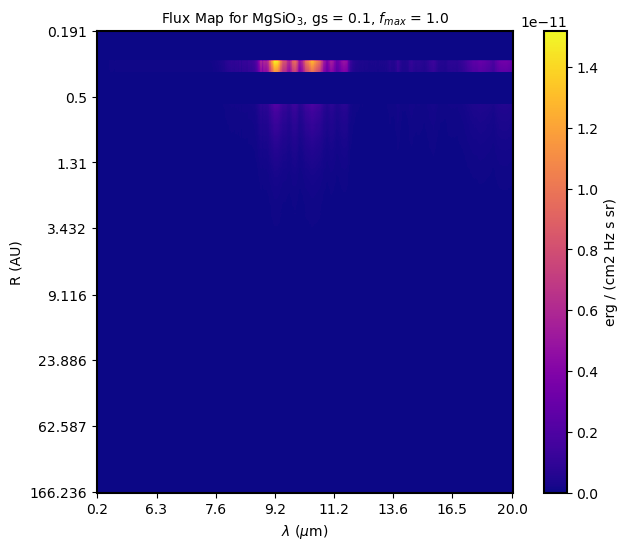 Flux Map for MgSiO₃, gs = 0.1, f_max = 1.0
1e−11
0.191
0.5
1.31
3.432
9.116
23.886
62.587
166.236
R (AU)
0.2 6.3 7.6 9.2 11.2 13.6 16.5 20.0
λ (μm)
1.4
1.2
1.0
0.8
0.6
0.4
0.2
0.0
erg / (cm2 Hz s sr)